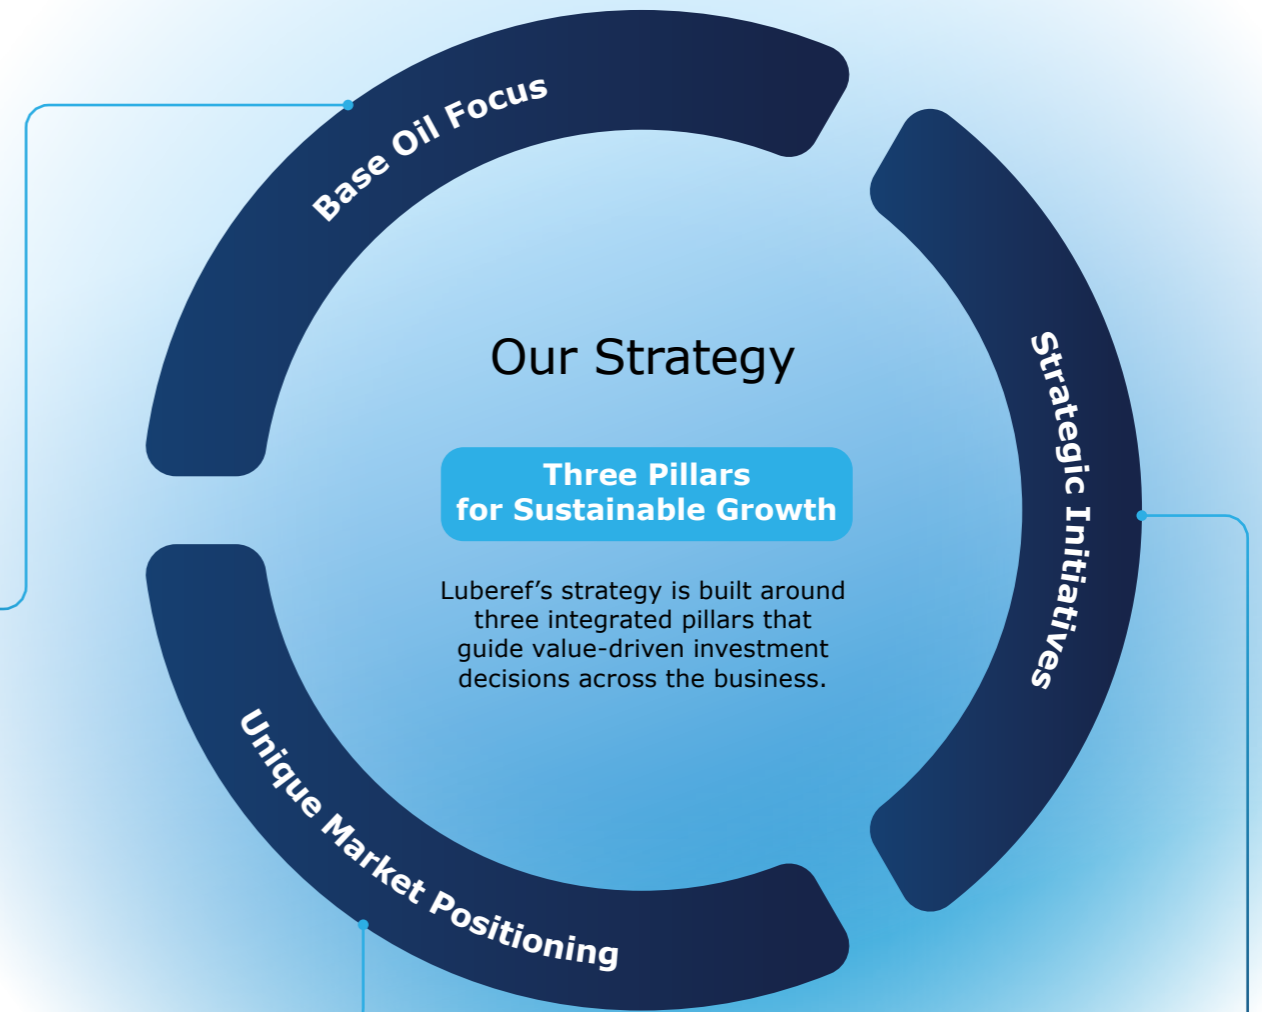 Base Oil Focus
Strategic Initiatives
Unique Market Positioning
Our Strategy
Three Pillars
for Sustainable Growth
Luberef’s strategy is built around
three integrated pillars that
guide value-driven investment
decisions across the business.